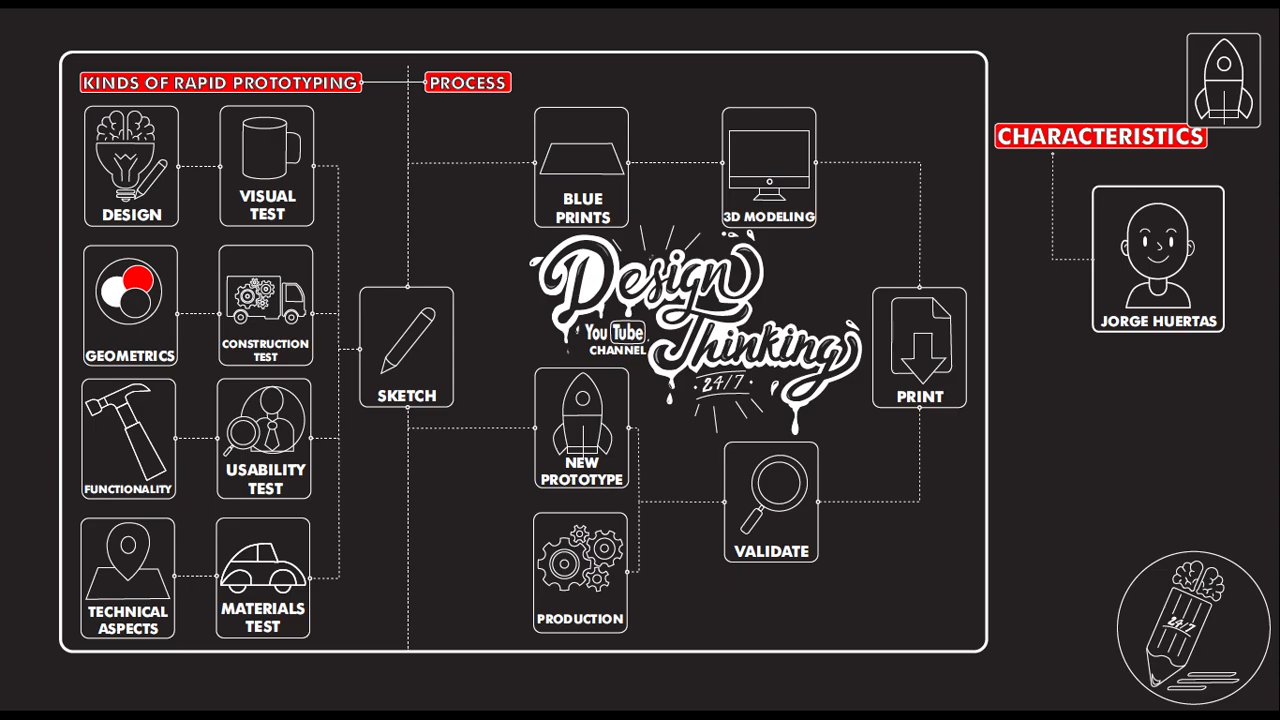 KINDS OF RAPID PROTOTYPING
PROCESS
CHARACTERISTICS
DESIGN
VISUAL
TEST
BLUE
PRINTS
3D MODELING
JORGE HUERTAS
GEOMETRICS
CONSTRUCTION
TEST
SKETCH
Design
Thinking
You Tube
CHANNEL
24/7
PRINT
FUNCTIONALITY
USABILITY
TEST
NEW
PROTOTYPE
VALIDATE
TECHNICAL
ASPECTS
MATERIALS
TEST
PRODUCTION
24/7